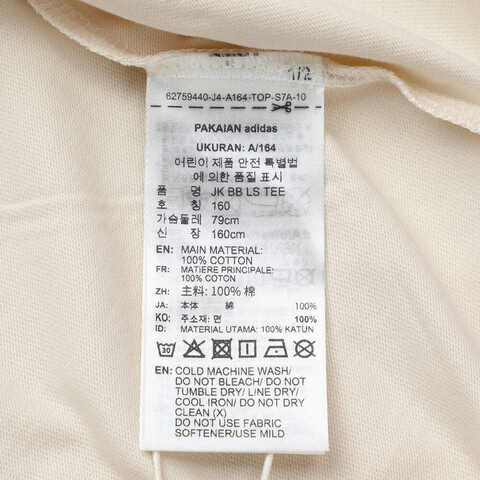 1/2
62759440-J4-A164-TOP-S7A-10
PAKAIAN adidas
UKURAN: A/164
어린이 제품 안전 특별법
에 의한 품질 표시
품 명 JK BB LS TEE
호 칭 160
가슴둘레 79cm
신 장 160cm
EN: MAIN MATERIAL:
100% COTTON
FR: MATIERE PRINCIPALE:
100% COTON
ZH: 主料: 100% 棉
JA: 本体 綿 100%
KO: 주소재: 면 100%
ID: MATERIAL UTAMA: 100% KATUN
30
EN: COLD MACHINE WASH/
DO NOT BLEACH/ DO NOT
TUMBLE DRY/ LINE DRY/
COOL IRON/ DO NOT DRY
CLEAN (X)
DO NOT USE FABRIC
SOFTENER/USE MILD